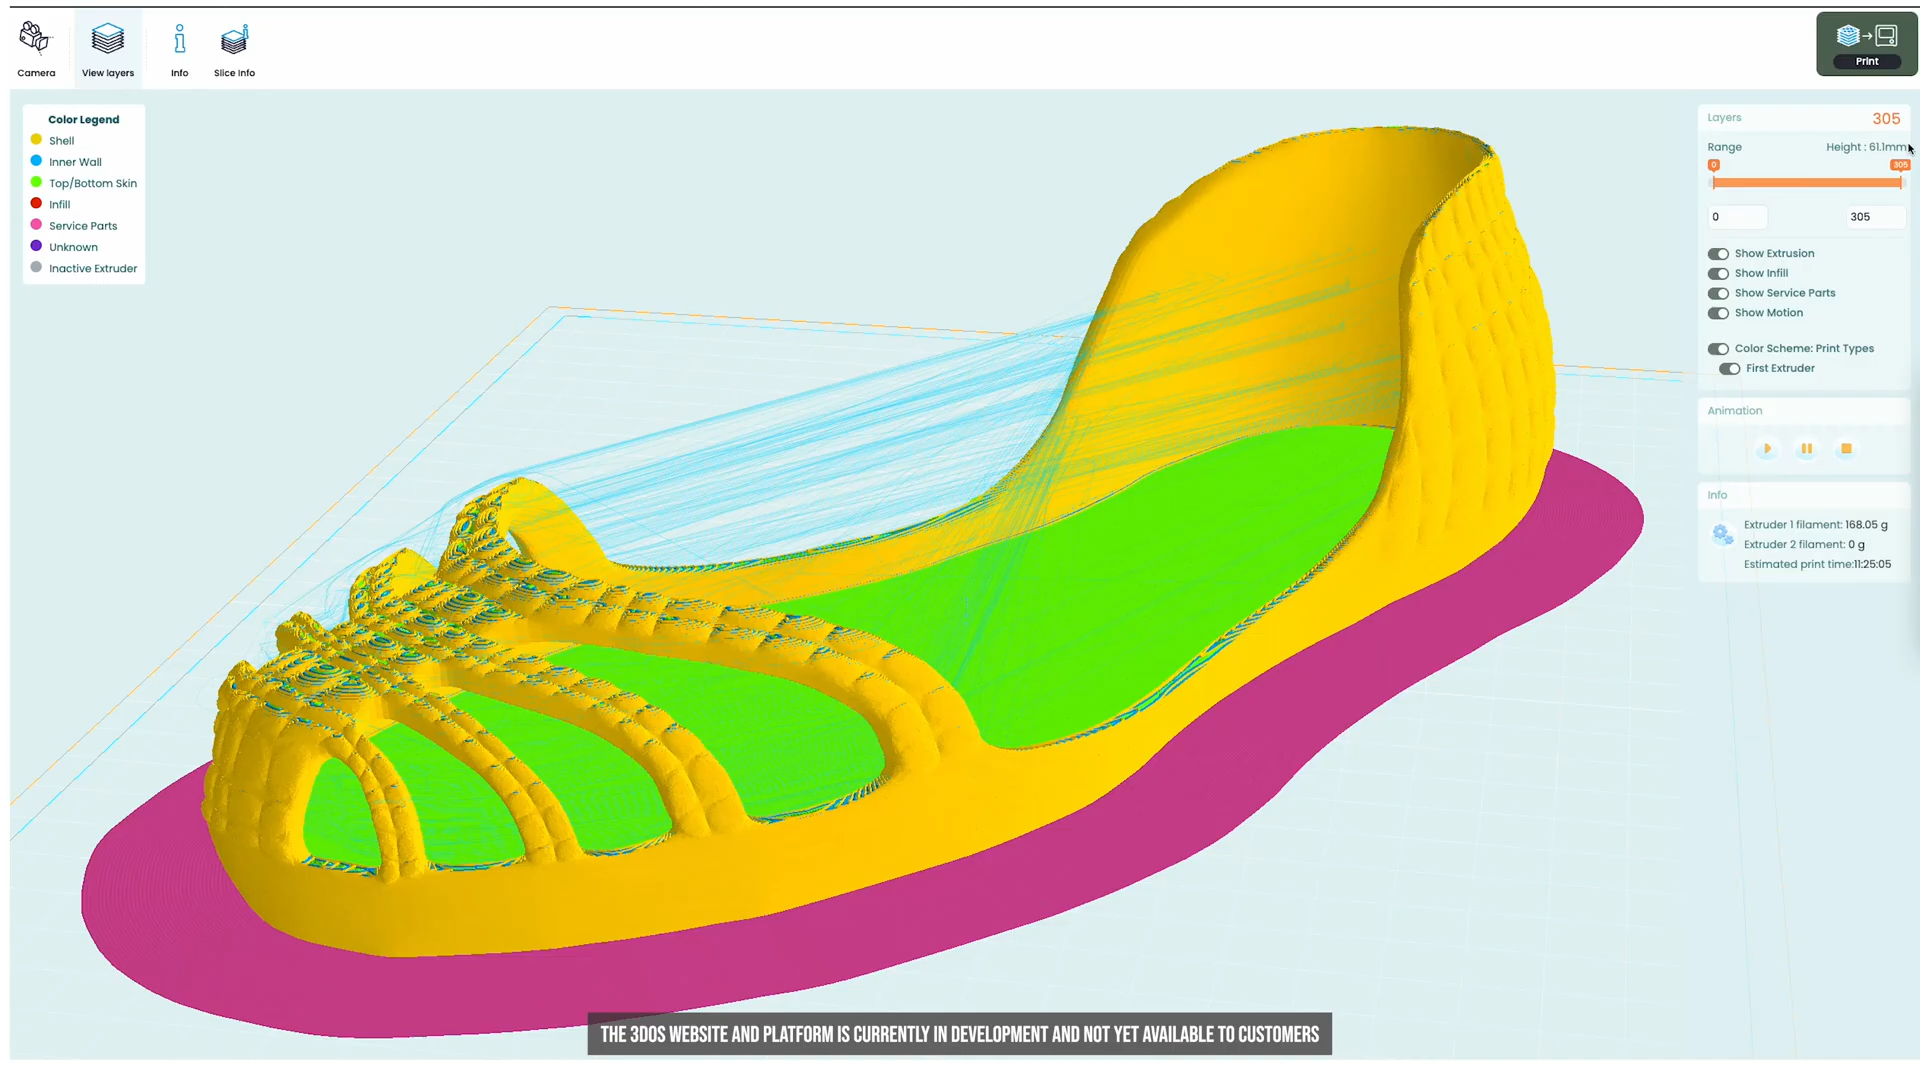 Camera
View layers
Info
Slice Info
Print
Color Legend
Shell
Inner Wall
Top/Bottom Skin
Infill
Service Parts
Unknown
Inactive Extruder
Layers 305
Range Height : 61.1mm
0 305
0 305
Show Extrusion
Show Infill
Show Service Parts
Show Motion
Color Scheme: Print Types
First Extruder
Animation
Info
Extruder 1 filament: 168.05 g
Extruder 2 filament: 0 g
Estimated print time:11:25:05
THE 3DOS WEBSITE AND PLATFORM IS CURRENTLY IN DEVELOPMENT AND NOT YET AVAILABLE TO CUSTOMERS